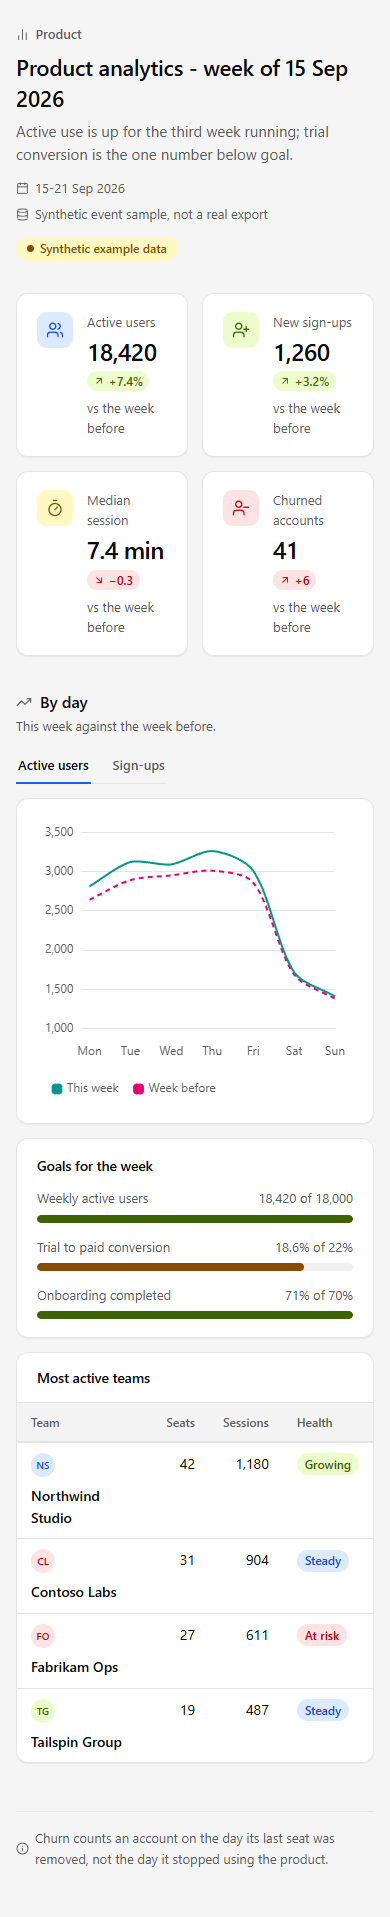 Product
Product analytics - week of 15 Sep
2026
Active use is up for the third week running; trial
conversion is the one number below goal.
15-21 Sep 2026
Synthetic event sample, not a real export
Synthetic example data
Active users
18,420
+7.4%
vs the week
before
New sign-ups
1,260
+3.2%
vs the week
before
Median
session
7.4 min
−0.3
vs the week
before
Churned
accounts
41
+6
vs the week
before
By day
This week against the week before.
Active users Sign-ups
3,500
3,000
2,500
2,000
1,500
1,000
Mon Tue Wed Thu Fri Sat Sun
This week Week before
Goals for the week
Weekly active users 18,420 of 18,000
Trial to paid conversion 18.6% of 22%
Onboarding completed 71% of 70%
Most active teams
Team Seats Sessions Health
NS 42 1,180 Growing
Northwind
Studio
CL 31 904 Steady
Contoso Labs
FO 27 611 At risk
Fabrikam Ops
TG 19 487 Steady
Tailspin Group
Churn counts an account on the day its last seat was
removed, not the day it stopped using the product.